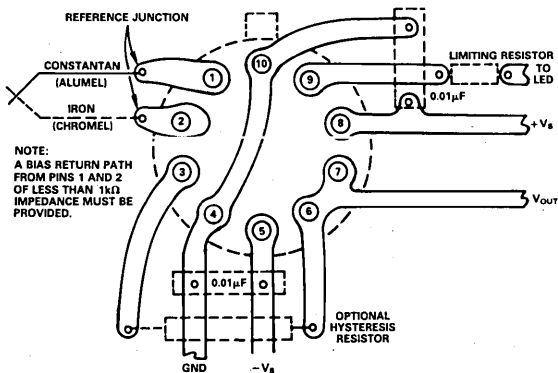 REFERENCE JUNCTION
CONSTANTAN
(ALUMEL)
IRON
(CHROMEL)
NOTE:
A BIAS RETURN PATH
FROM PINS 1 AND 2
OF LESS THAN 1kΩ
IMPEDANCE MUST BE
PROVIDED.
1
2
3
4
5
6
7
8
9
10
LIMITING RESISTOR
TO
LED
0.01μF
+VS
VOUT
0.01μF
OPTIONAL
HYSTERESIS
RESISTOR
GND
−VS